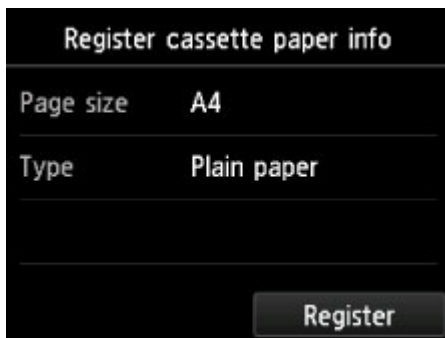 Register cassette paper info
Page size A4
Type Plain paper
Register